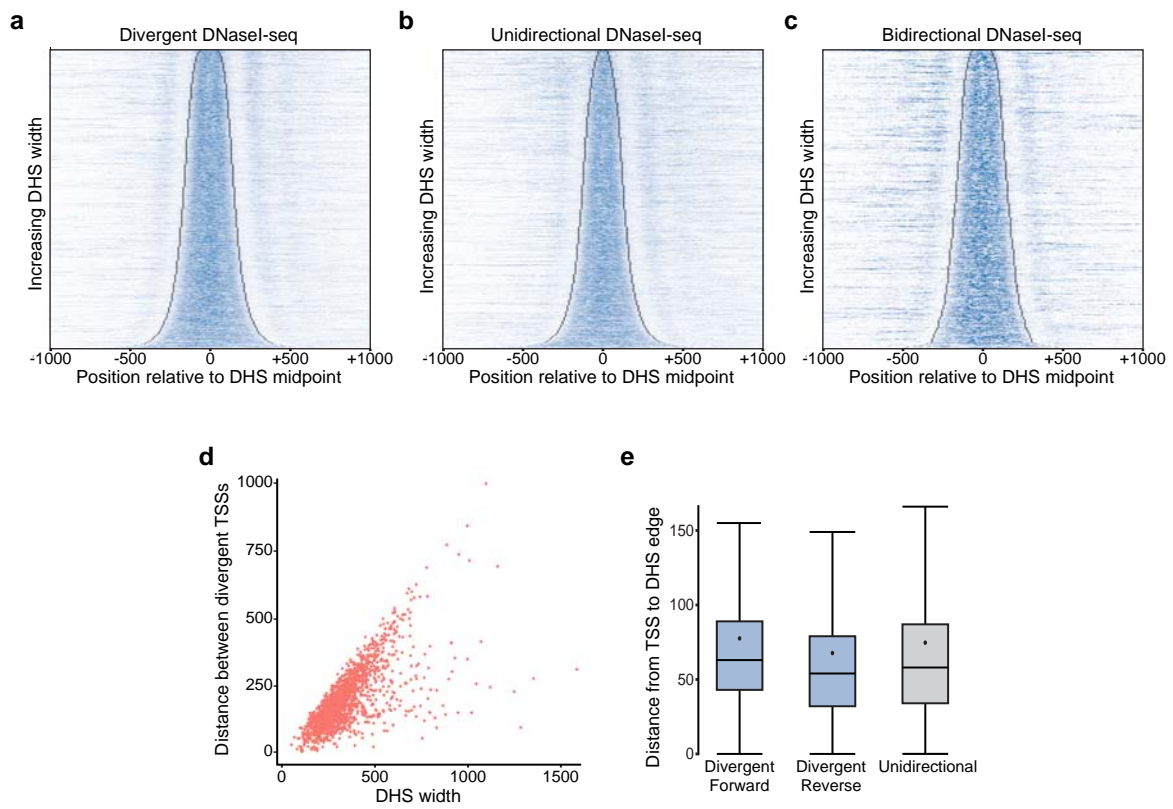 a
Divergent DNaseI-seq
Increasing DHS width
-1000 -500 0 +500 +1000
Position relative to DHS midpoint
b
Unidirectional DNaseI-seq
Increasing DHS width
-1000 -500 0 +500 +1000
Position relative to DHS midpoint
c
Bidirectional DNaseI-seq
Increasing DHS width
-1000 -500 0 +500 +1000
Position relative to DHS midpoint
d
Distance between divergent TSSs
1000
750
500
250
0
0 500 1000 1500
DHS width
e
Distance from TSS to DHS edge
150
100
50
0
Divergent Forward
Divergent Reverse
Unidirectional